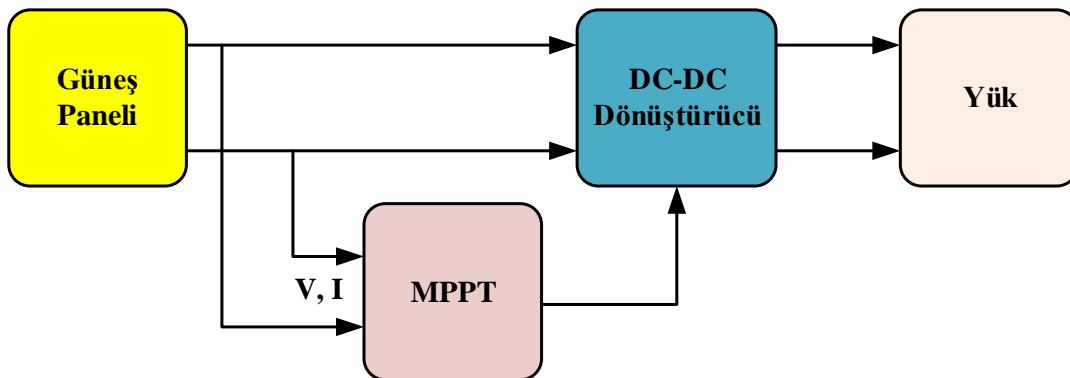 Güneş
Paneli
DC-DC
Dönüştürücü
Yük
V, I
MPPT